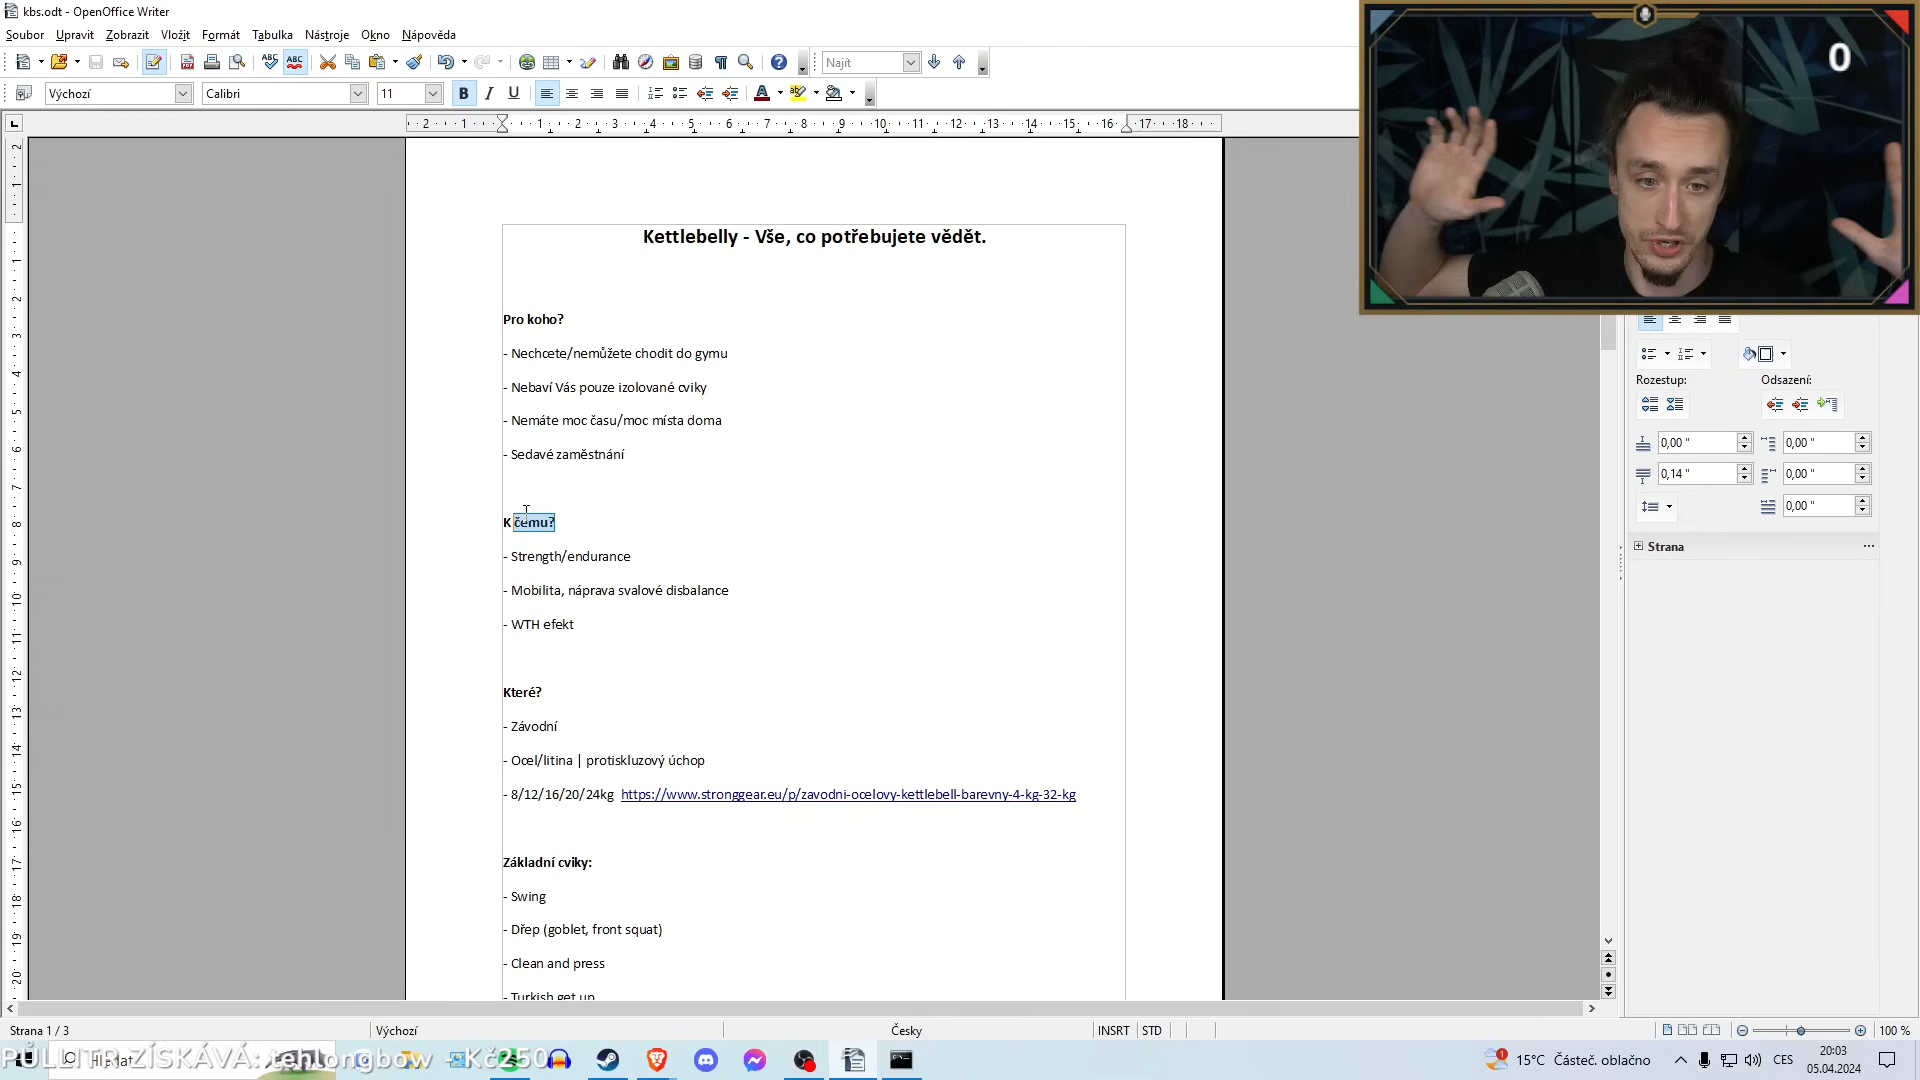 kbs.odt - OpenOffice Writer
Soubor Upravit Zobrazit Vložit Formát Tabulka Nástroje Okno Nápověda
Najít
Výchozí Calibri 11
0
Kettlebelly - Vše, co potřebujete vědět.
Pro koho?
- Nechcete/nemůžete chodit do gymu
- Nebaví Vás pouze izolované cviky
- Nemáte moc času/moc místa doma
- Sedavé zaměstnání
K čemu?
- Strength/endurance
- Mobilita, náprava svalové disbalance
- WTH efekt
Které?
- Závodní
- Ocel/litina | protiskluzový úchop
- 8/12/16/20/24kg https://www.stronggear.eu/p/zavodni-ocelovy-kettlebell-barevny-4-kg-32-kg
Základní cviky:
- Swing
- Dřep (goblet, front squat)
- Clean and press
- Turkish get up
Rozestup: Odsazení:
0,00 " 0,00 "
0,14 " 0,00 "
0,00 "
Strana
Strana 1 / 3 Výchozí Česky INSRT STD 100 %
PŮLLITR ZÍSKÁVÁ: tehlongbow - Kč250
15°C Částeč. oblačno CES 20:03
05.04.2024